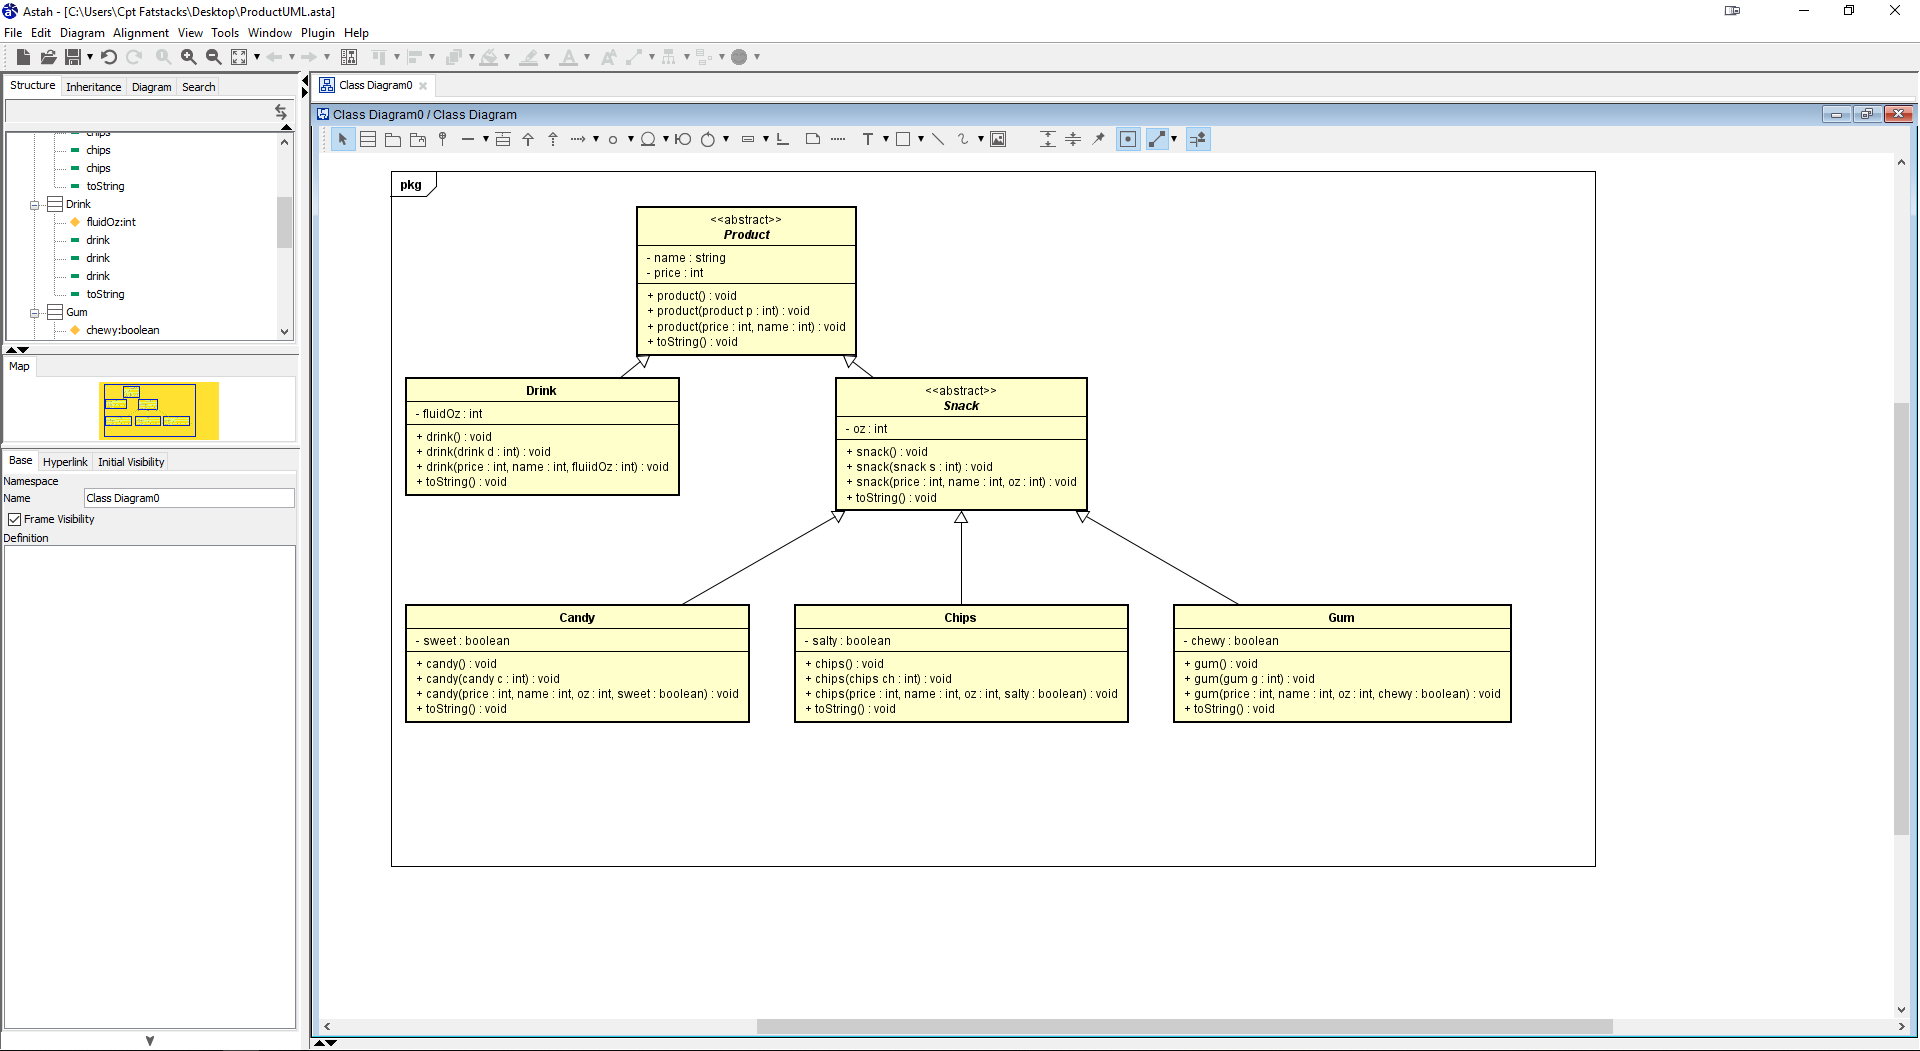 Astah - [C:\Users\Cpt Fatstacks\Desktop\ProductUML.asta]
File Edit Diagram Alignment View Tools Window Plugin Help
Structure Inheritance Diagram Search
chips
chips
chips
toString
Drink
fluidOz:int
drink
drink
drink
toString
Gum
chewy:boolean
Map
Base Hyperlink Initial Visibility
Namespace
Name Class Diagram0
Frame Visibility
Definition
Class Diagram0
Class Diagram0 / Class Diagram
pkg
<<abstract>>
Product
- name : string
- price : int
+ product() : void
+ product(product p : int) : void
+ product(price : int, name : int) : void
+ toString() : void
Drink
- fluidOz : int
+ drink() : void
+ drink(drink d : int) : void
+ drink(price : int, name : int, fluiidOz : int) : void
+ toString() : void
<<abstract>>
Snack
- oz : int
+ snack() : void
+ snack(snack s : int) : void
+ snack(price : int, name : int, oz : int) : void
+ toString() : void
Candy
- sweet : boolean
+ candy() : void
+ candy(candy c : int) : void
+ candy(price : int, name : int, oz : int, sweet : boolean) : void
+ toString() : void
Chips
- salty : boolean
+ chips() : void
+ chips(chips ch : int) : void
+ chips(price : int, name : int, oz : int, salty : boolean) : void
+ toString() : void
Gum
- chewy : boolean
+ gum() : void
+ gum(gum g : int) : void
+ gum(price : int, name : int, oz : int, chewy : boolean) : void
+ toString() : void